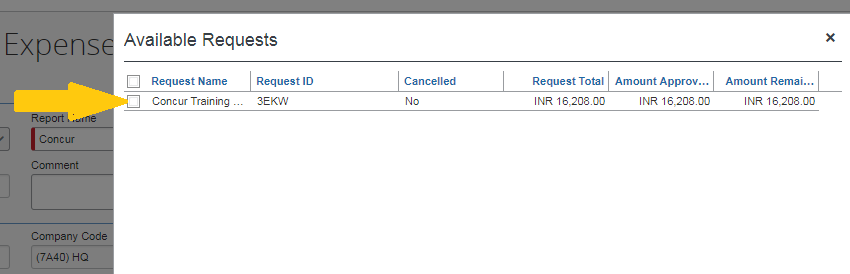 Expense
Available Requests
×
Request Name Request ID Cancelled Request Total Amount Approv... Amount Remai...
Concur Training ... 3EKW No INR 16,208.00 INR 16,208.00 INR 16,208.00
Report Name
Concur
Comment
Company Code
(7A40) HQ